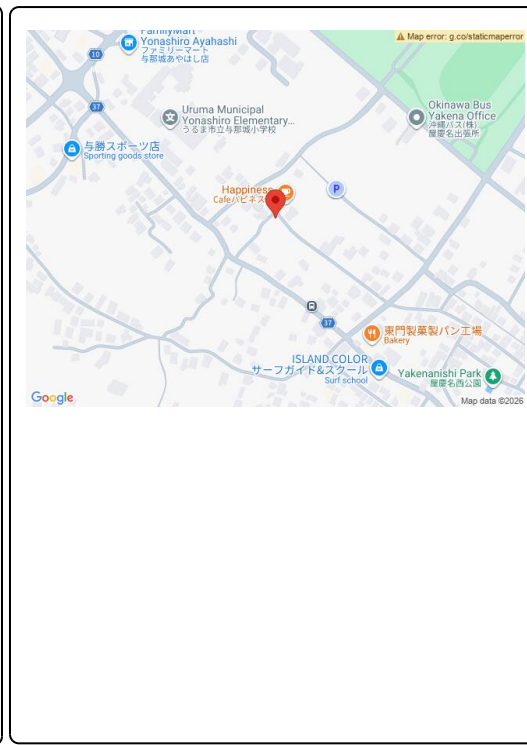 FamilyMart
Yonashiro Ayahashi
ファミリーマート
与那城あやはし店
Map error: g.co/staticmaperror
10
37
Uruma Municipal
Yonashiro Elementary...
うるま市立与那城小学校
Okinawa Bus
Yakena Office
沖縄バス(株)
屋慶名出張所
与勝スポーツ店
Sporting goods store
Happiness
Cafeハピネス
P
37
東門製菓製パン工場
Bakery
ISLAND COLOR
サーフガイド&スクール
Surf school
Yakenanishi Park
屋慶名西公園
Google
Map data ©2026